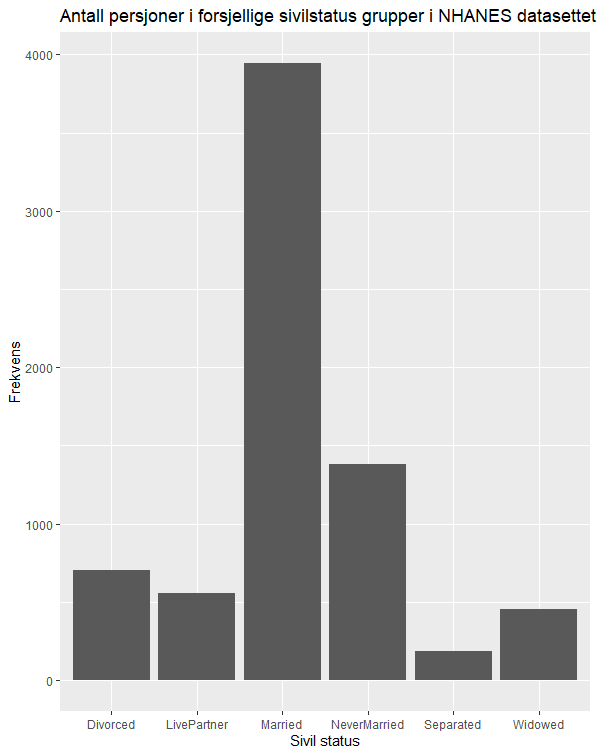 Antall persjoner i forsjellige sivilstatus grupper i NHANES datasettet
4000
3000
2000
1000
0
Frekvens
Divorced LivePartner Married NeverMarried Separated Widowed
Sivil status